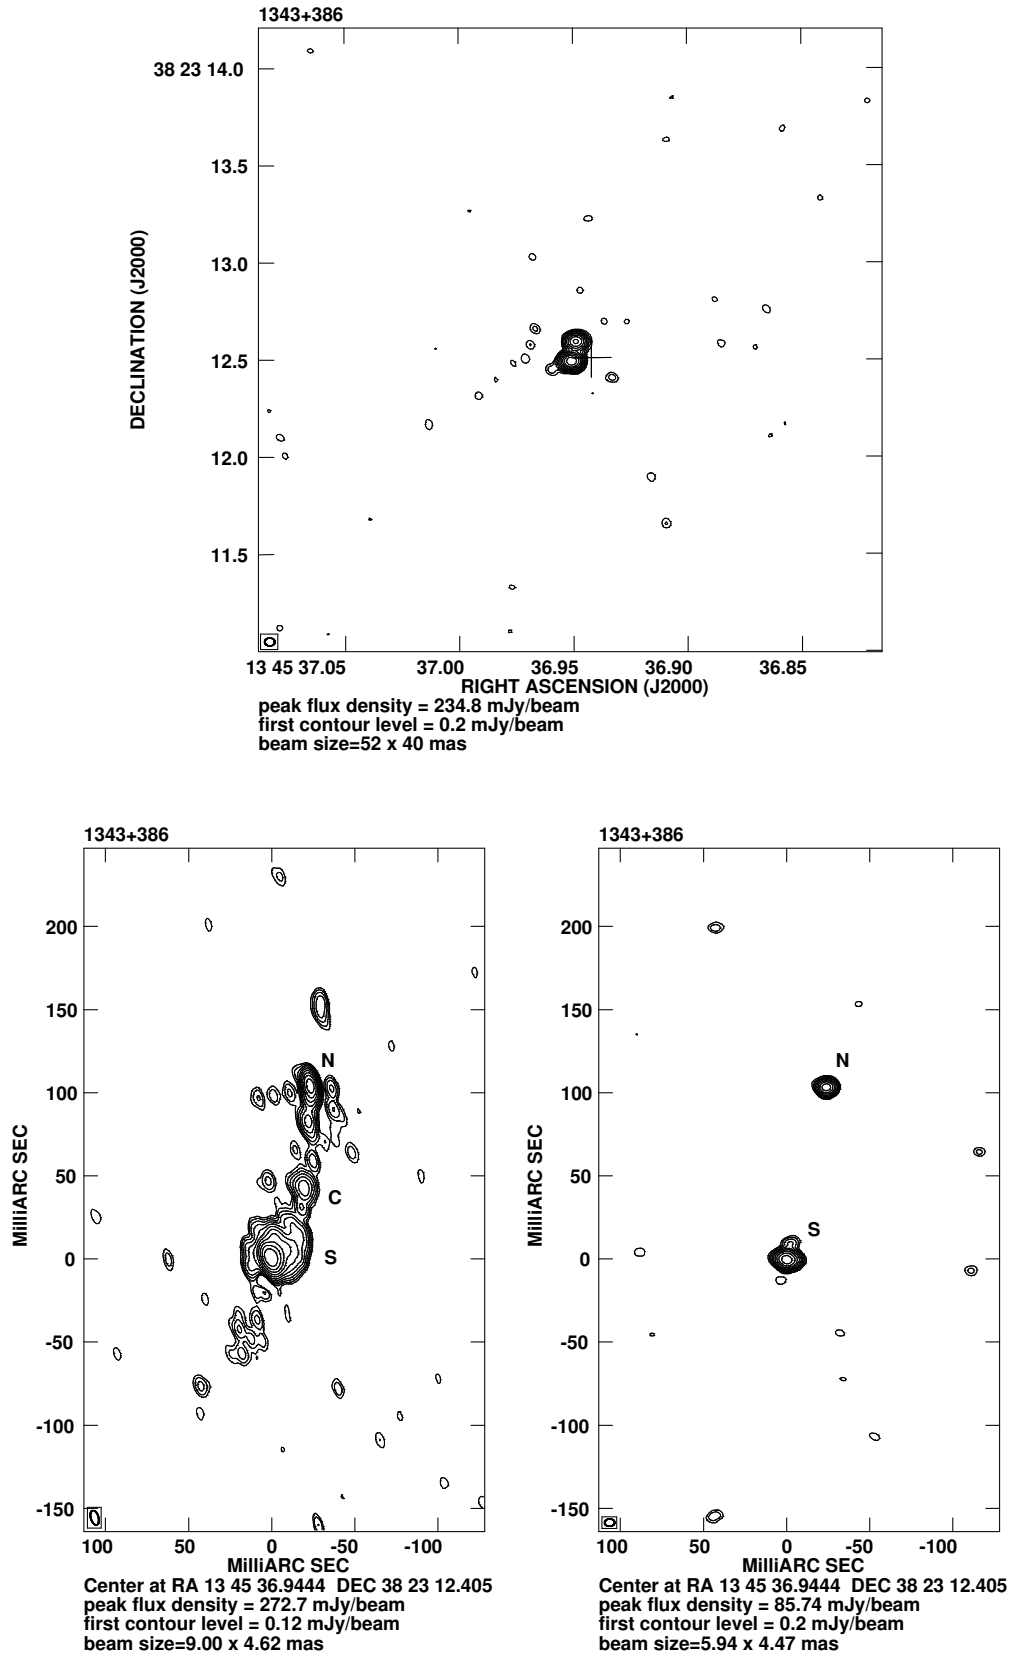 1343+386
DECLINATION (J2000)
38 23 14.0
13.5
13.0
12.5
12.0
11.5
13 45 37.05 37.00 36.95 36.90 36.85
RIGHT ASCENSION (J2000)
peak flux density = 234.8 mJy/beam
first contour level = 0.2 mJy/beam
beam size=52 x 40 mas
1343+386
MilliARC SEC
200
150
100
50
0
-50
-100
-150
N
C
S
100 50 0 -50 -100
MilliARC SEC
Center at RA 13 45 36.9444 DEC 38 23 12.405
peak flux density = 272.7 mJy/beam
first contour level = 0.12 mJy/beam
beam size=9.00 x 4.62 mas
1343+386
MilliARC SEC
200
150
100
50
0
-50
-100
-150
N
S
100 50 0 -50 -100
MilliARC SEC
Center at RA 13 45 36.9444 DEC 38 23 12.405
peak flux density = 85.74 mJy/beam
first contour level = 0.2 mJy/beam
beam size=5.94 x 4.47 mas